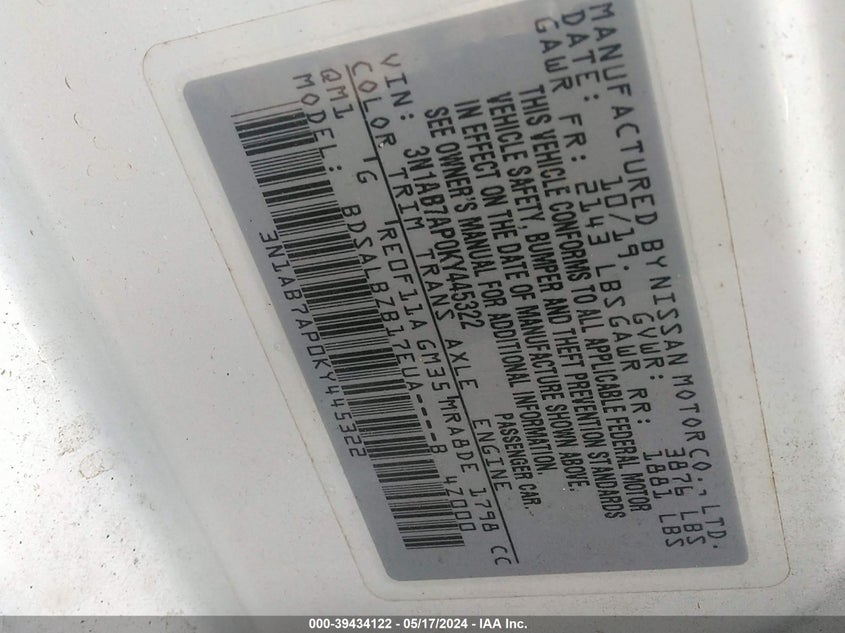 MANUFACTURED BY NISSAN MOTOR CO., LTD.
DATE: 10/19. GVWR: 3876 LBS
GAWR FR: 2143 LBS GAWR RR: 1881 LBS
THIS VEHICLE CONFORMS TO ALL APPLICABLE FEDERAL MOTOR
VEHICLE SAFETY, BUMPER AND THEFT PREVENTION STANDARDS
IN EFFECT ON THE DATE OF MANUFACTURE SHOWN ABOVE.
SEE OWNER'S MANUAL FOR ADDITIONAL INFORMATION.
VIN: 3N1AB7AP0KY445322 PASSENGER CAR.
COLOR TRIM TRANS AXLE ENGINE
QM1 G RE0F11A GM35 MRA8DE 1798 CC
MODEL: BDSALBZB17EUA----B 4Z000
3N1AB7AP0KY445322
000-39434122 - 05/17/2024 - IAA Inc.